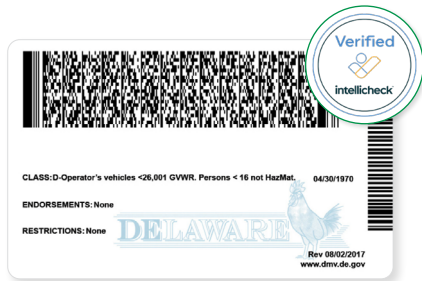 Verified
intellicheck
CLASS:D-Operator's vehicles <26,001 GVWR. Persons < 16 not HazMat. 04/30/1970
ENDORSEMENTS: None
RESTRICTIONS: None
DELAWARE
Rev 08/02/2017
www.dmv.de.gov